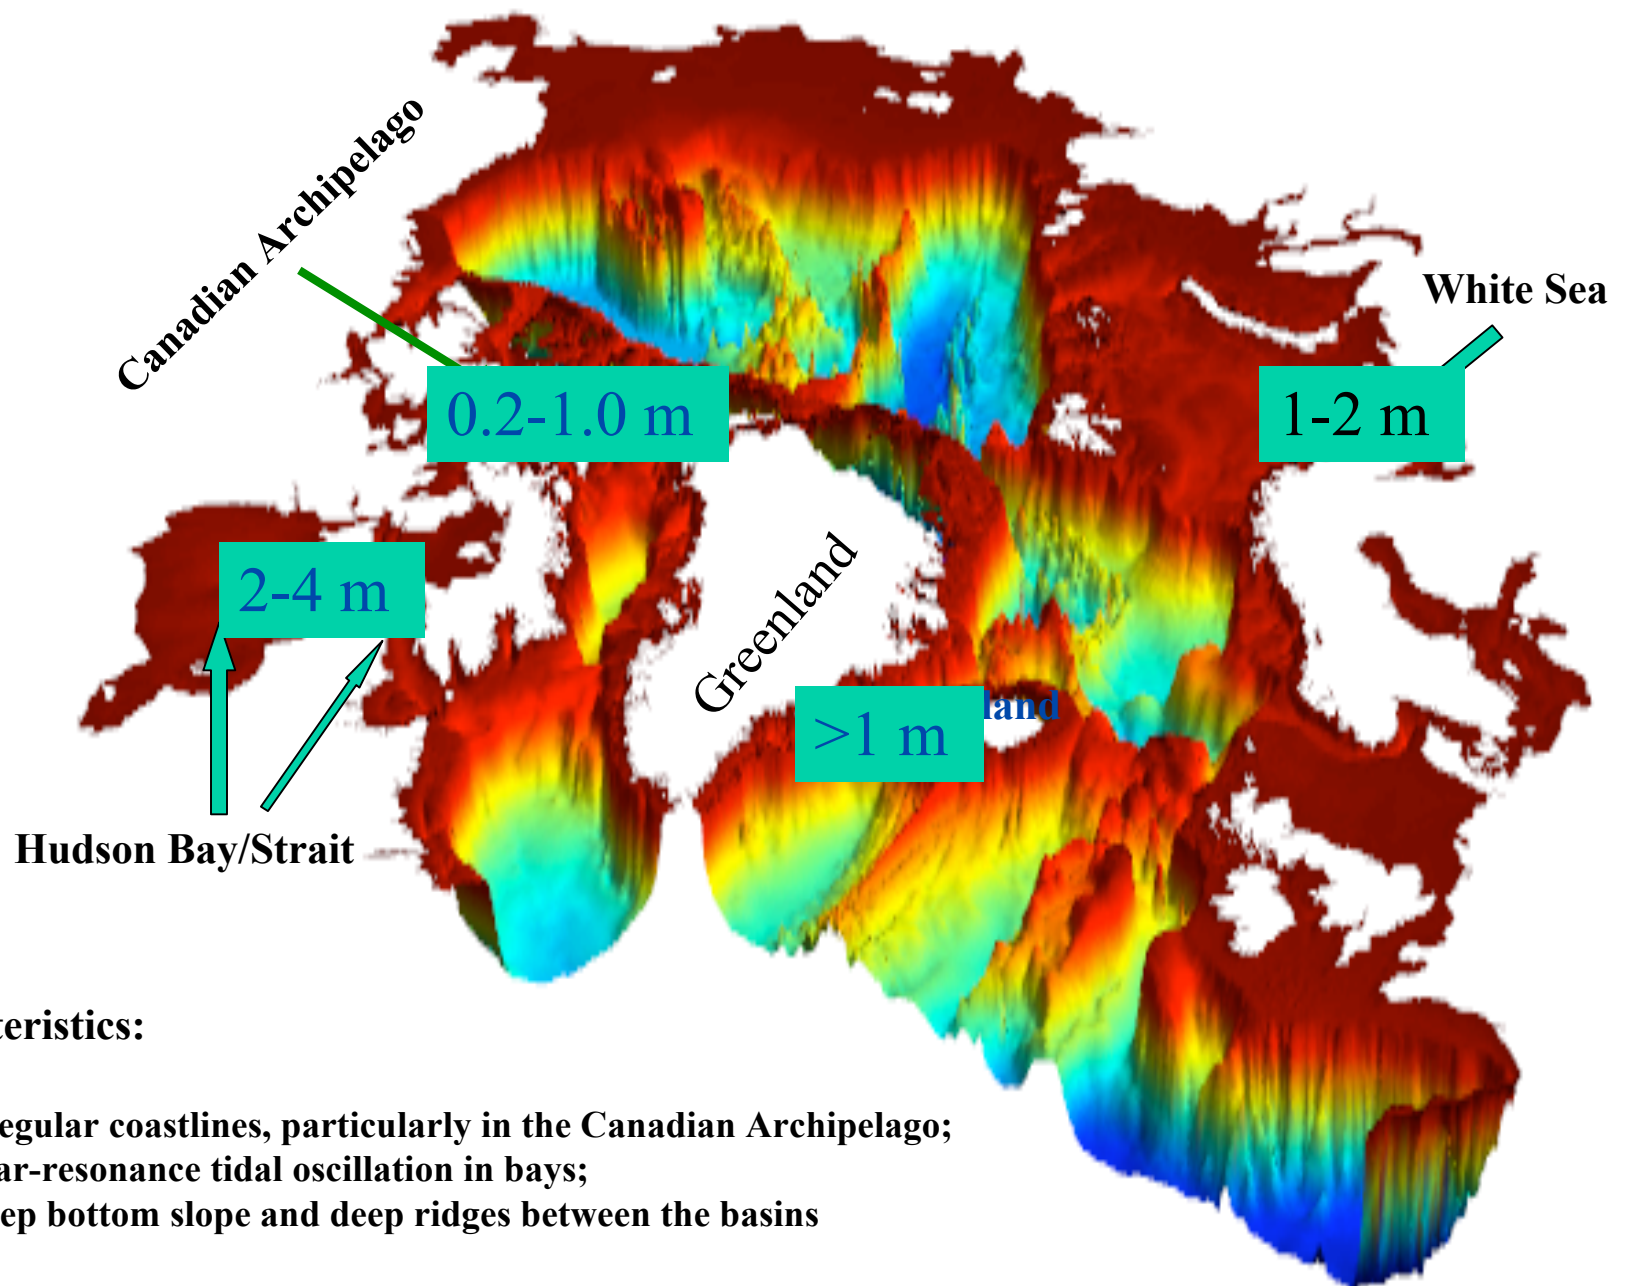 Canadian Archipelago
White Sea
0.2-1.0 m
1-2 m
2-4 m
Greenland
land
>1 m
Hudson Bay/Strait
teristics:
egular coastlines, particularly in the Canadian Archipelago;
ar-resonance tidal oscillation in bays;
ep bottom slope and deep ridges between the basins